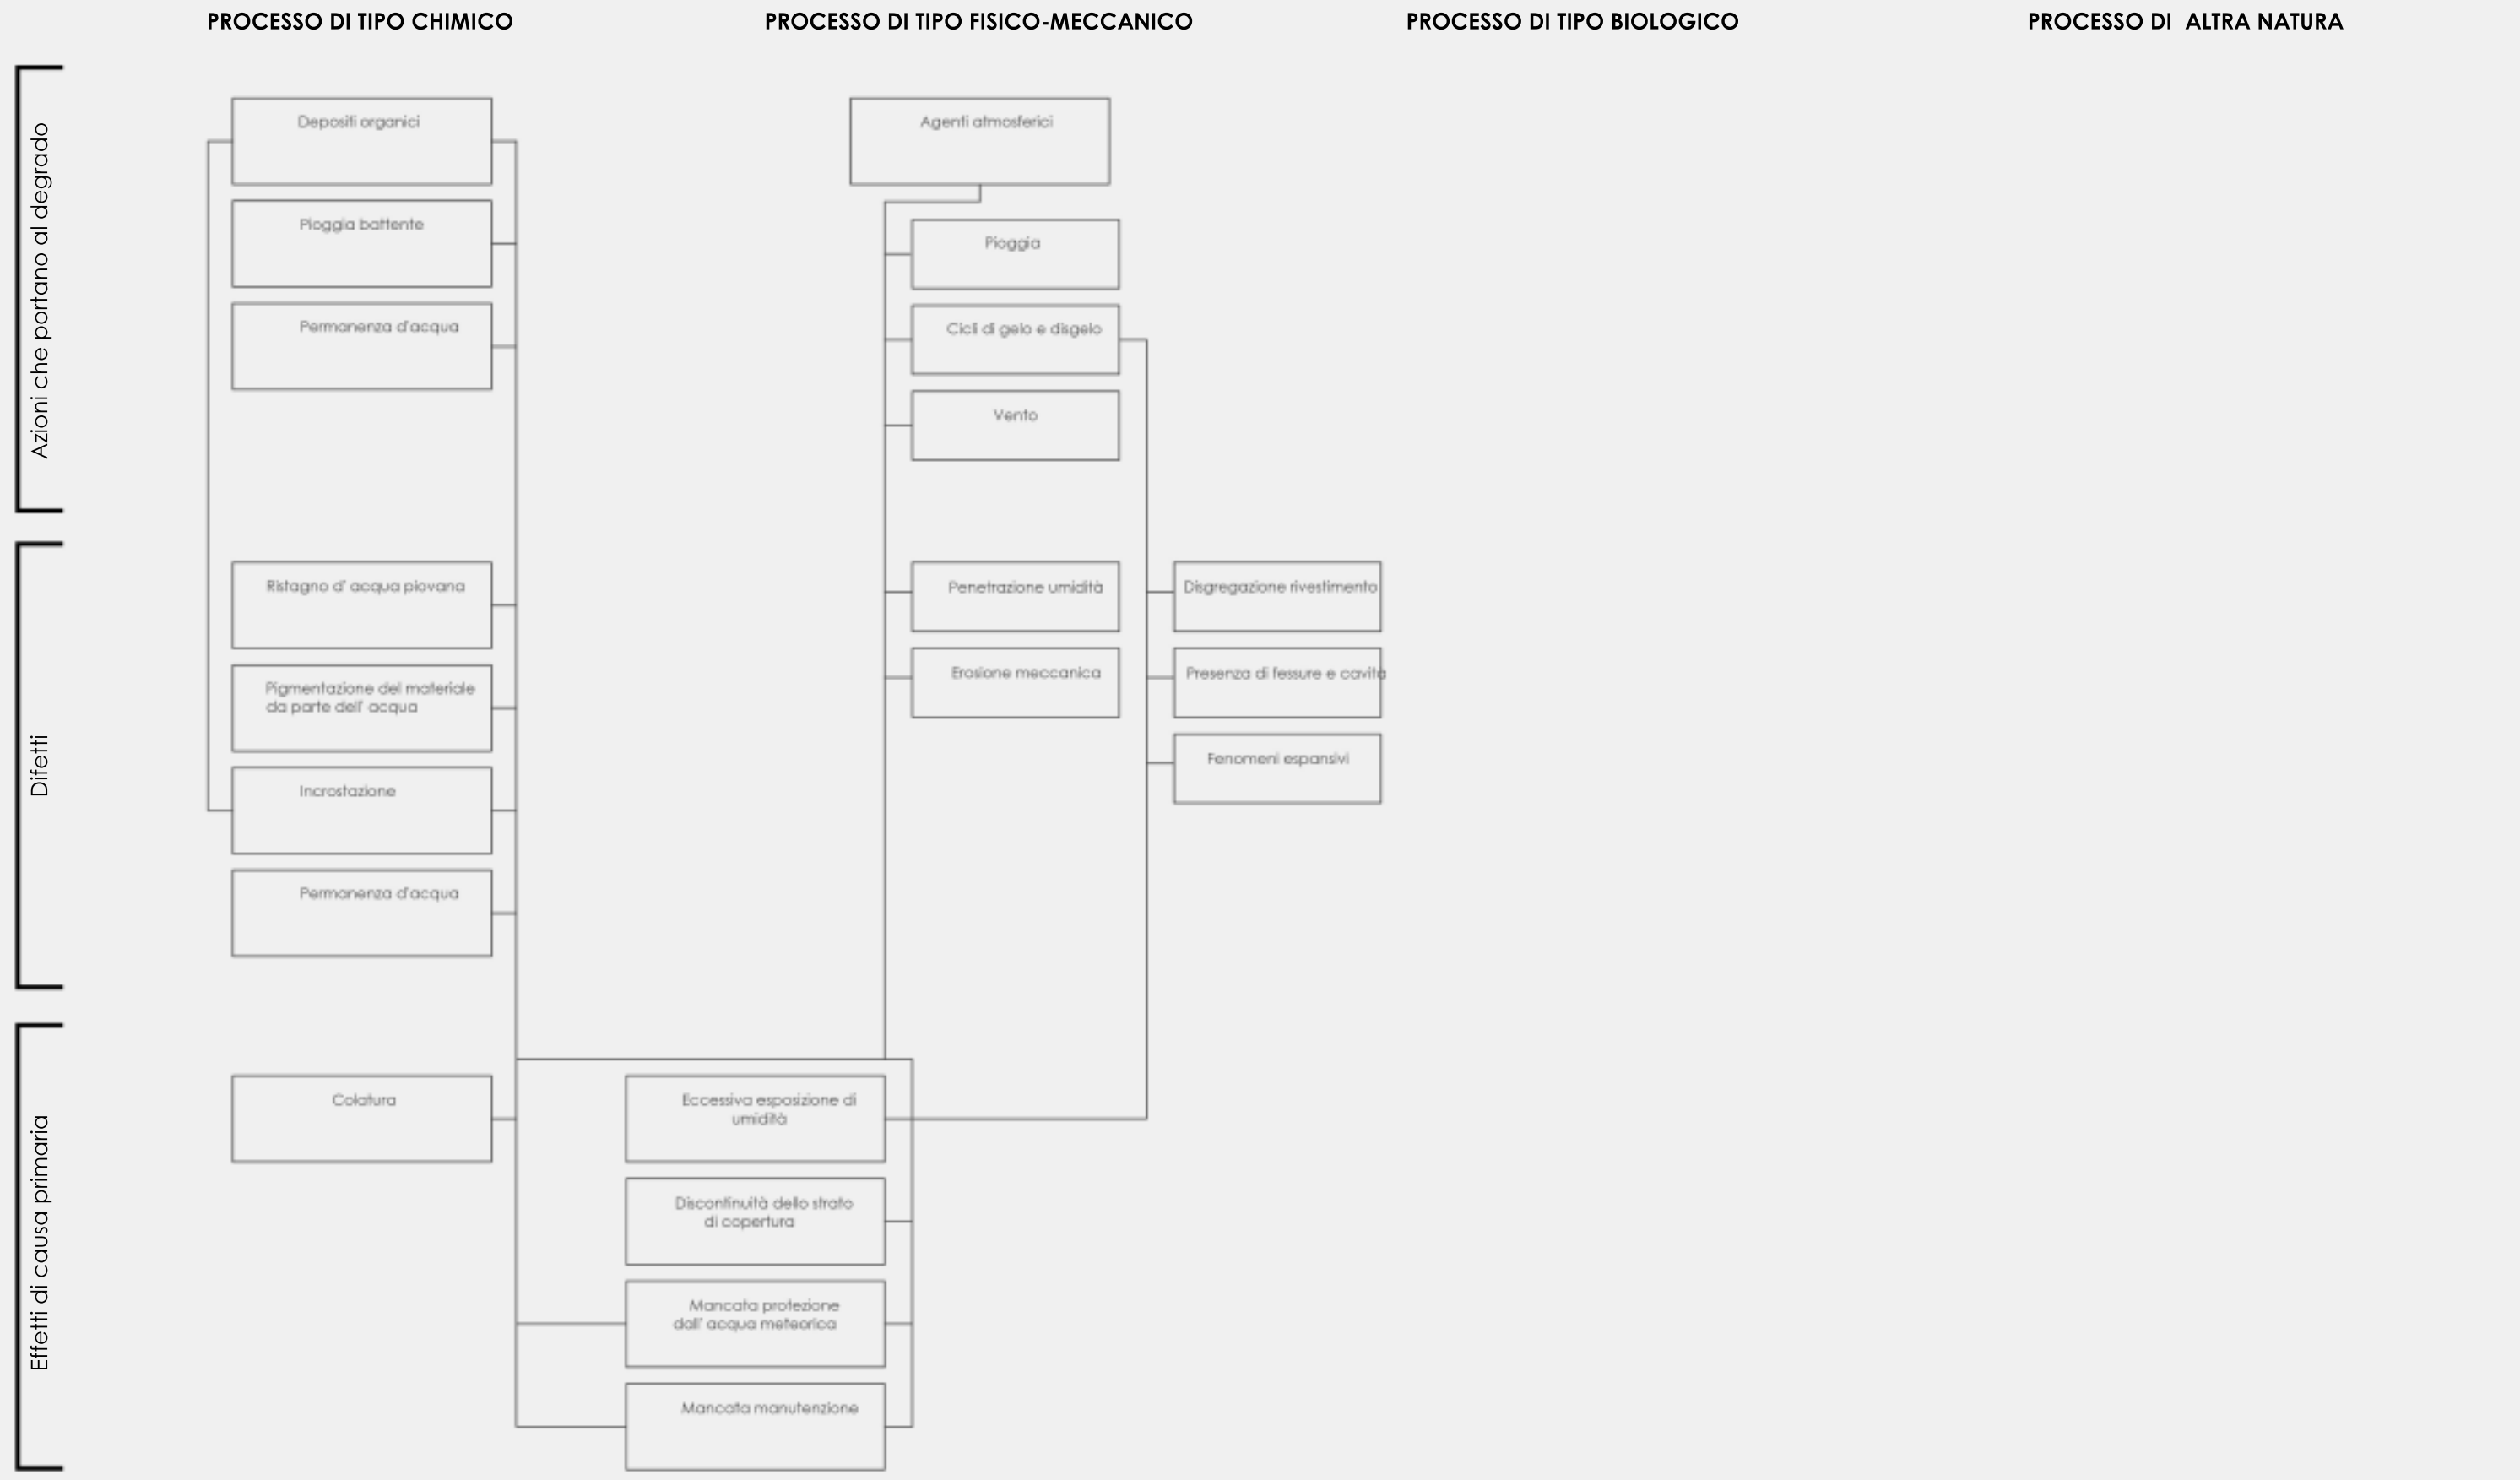 PROCESSO DI TIPO CHIMICO
PROCESSO DI TIPO FISICO-MECCANICO
PROCESSO DI TIPO BIOLOGICO
PROCESSO DI  ALTRA NATURA
Azioni che portano al degrado
Depositi organici
Pioggia battente
Permanenza d'acqua
Agenti atmosferici
Pioggia
Cicli di gelo e disgelo
Vento
Difetti
Ristagno d' acqua piovana
Pigmentazione del materiale
da parte dell' acqua
Incrostazione
Permanenza d'acqua
Penetrazione umidità
Erosione meccanica
Disgregazione rivestimento
Presenza di fessure e cavità
Fenomeni espansivi
Effetti di causa primaria
Colatura
Eccessiva esposizione di
umidità
Discontinuità dello strato
di copertura
Mancata protezione
dall' acqua meteorica
Mancata manutenzione